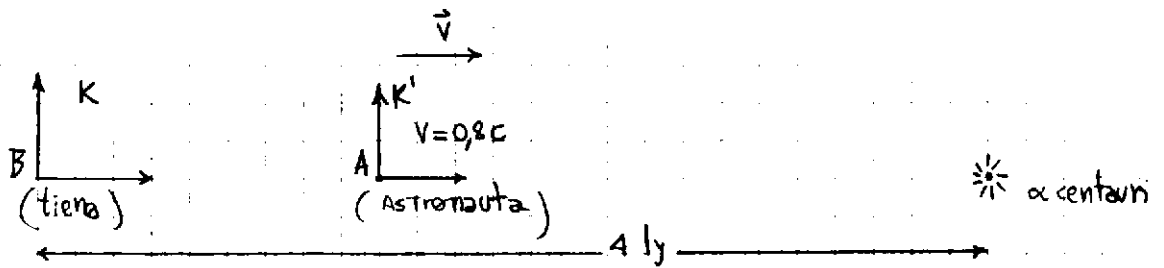 V
K
K'
V=0,8c
B
A
(tierra)
(Astronauta)
α centauri
4 ly